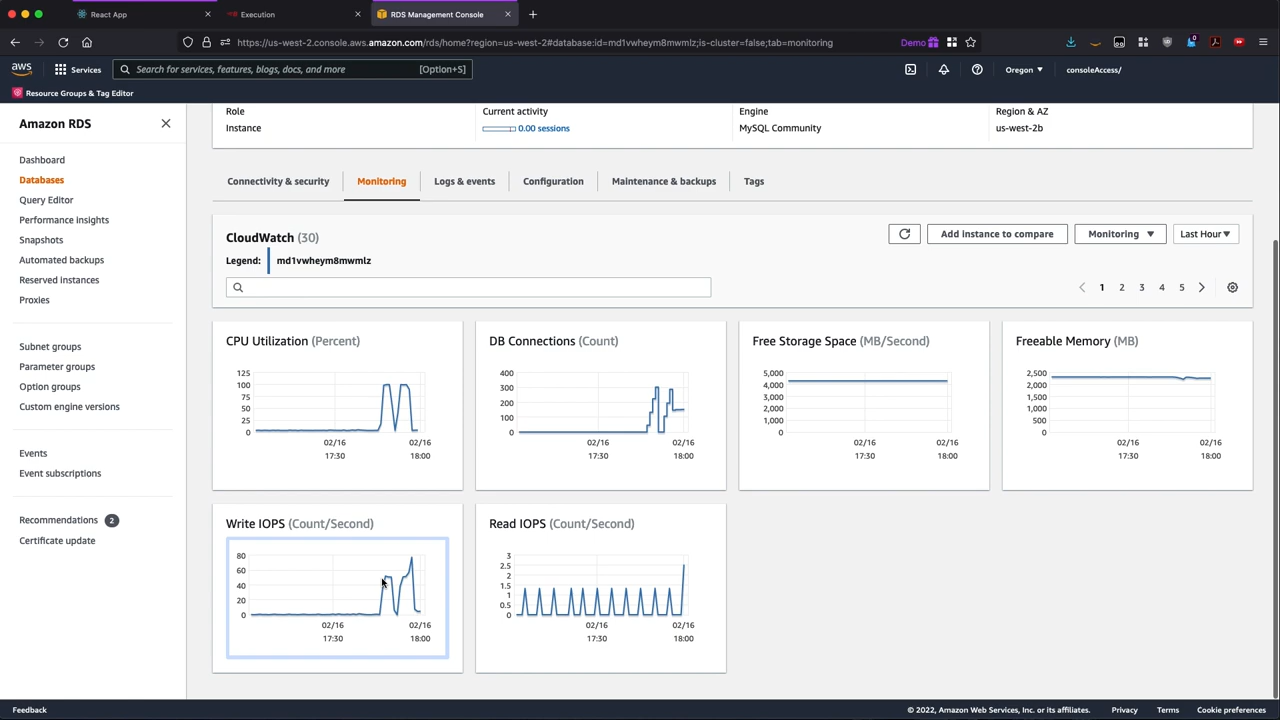 React App
Execution
RDS Management Console
https://us-west-2.console.aws.amazon.com/rds/home?region=us-west-2#database:id=md1vwheym8mwmlz;is-cluster=false;tab=monitoring
Demo
aws
Services
Search for services, features, blogs, docs, and more
[Option+S]
Oregon
consoleAccess/
Resource Groups & Tag Editor
Amazon RDS
Dashboard
Databases
Query Editor
Performance insights
Snapshots
Automated backups
Reserved instances
Proxies
Subnet groups
Parameter groups
Option groups
Custom engine versions
Events
Event subscriptions
Recommendations 2
Certificate update
Role
Instance
Current activity
0.00 sessions
Engine
MySQL Community
Region & AZ
us-west-2b
Connectivity & security
Monitoring
Logs & events
Configuration
Maintenance & backups
Tags
CloudWatch (30)
Add instance to compare
Monitoring
Last Hour
Legend:
md1vwheym8mwmlz
1 2 3 4 5
CPU Utilization (Percent)
125
100
75
50
25
0
02/16
17:30
02/16
18:00
DB Connections (Count)
400
300
200
100
0
02/16
17:30
02/16
18:00
Free Storage Space (MB/Second)
5,000
4,000
3,000
2,000
1,000
0
02/16
17:30
02/16
18:00
Freeable Memory (MB)
2,500
2,000
1,500
1,000
500
0
02/16
17:30
02/16
18:00
Write IOPS (Count/Second)
80
60
40
20
0
02/16
17:30
02/16
18:00
Read IOPS (Count/Second)
3
2.5
2
1.5
1
0.5
0
02/16
17:30
02/16
18:00
Feedback
© 2022, Amazon Web Services, Inc. or its affiliates.
Privacy
Terms
Cookie preferences